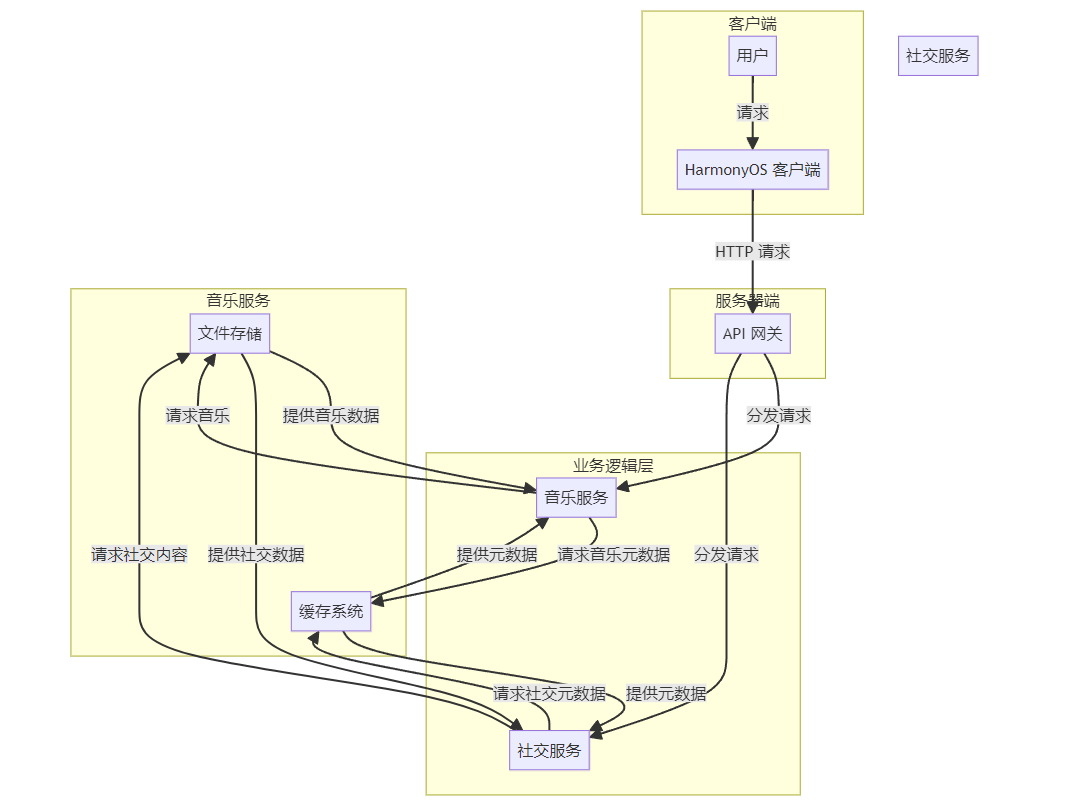 客户端
用户
社交服务
请求
HarmonyOS 客户端
HTTP 请求
音乐服务
服务器端
文件存储
API 网关
请求音乐
提供音乐数据
分发请求
业务逻辑层
音乐服务
请求社交内容
提供社交数据
提供元数据
请求音乐元数据
分发请求
缓存系统
请求社交元数据
提供元数据
社交服务